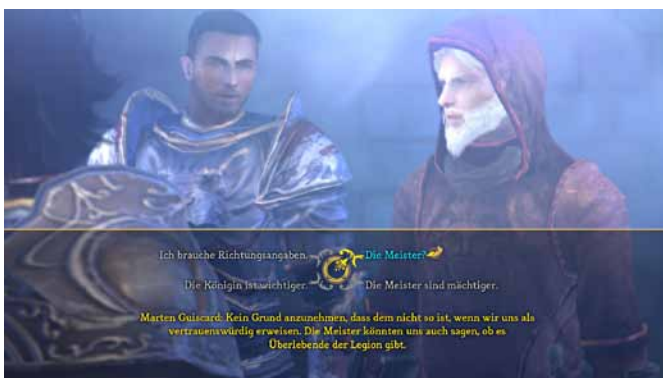 Ich brauche Richtungsangaben.
Die Meister?
Die Königin ist wichtiger.
Die Meister sind mächtiger.
Marten Guiscard: Kein Grund anzunehmen, dass dem nicht so ist, wenn wir uns als
vertrauenswürdig erweisen. Die Meister könnten uns auch sagen, ob es
Überlebende der Legion gibt.